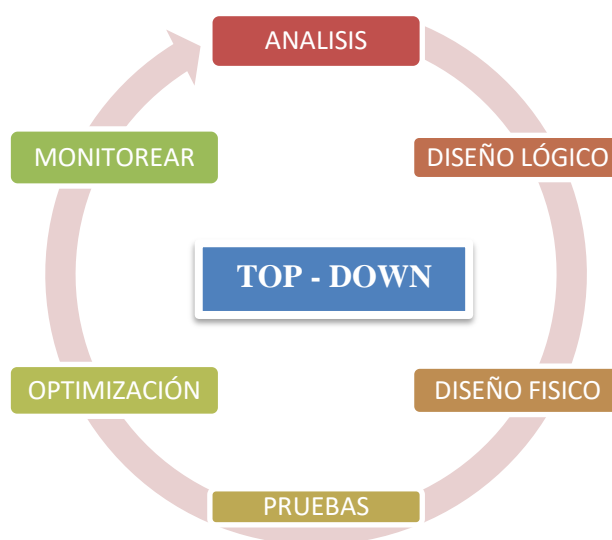 ANALISIS
DISEÑO LÓGICO
DISEÑO FISICO
PRUEBAS
OPTIMIZACIÓN
MONITOREAR
TOP - DOWN